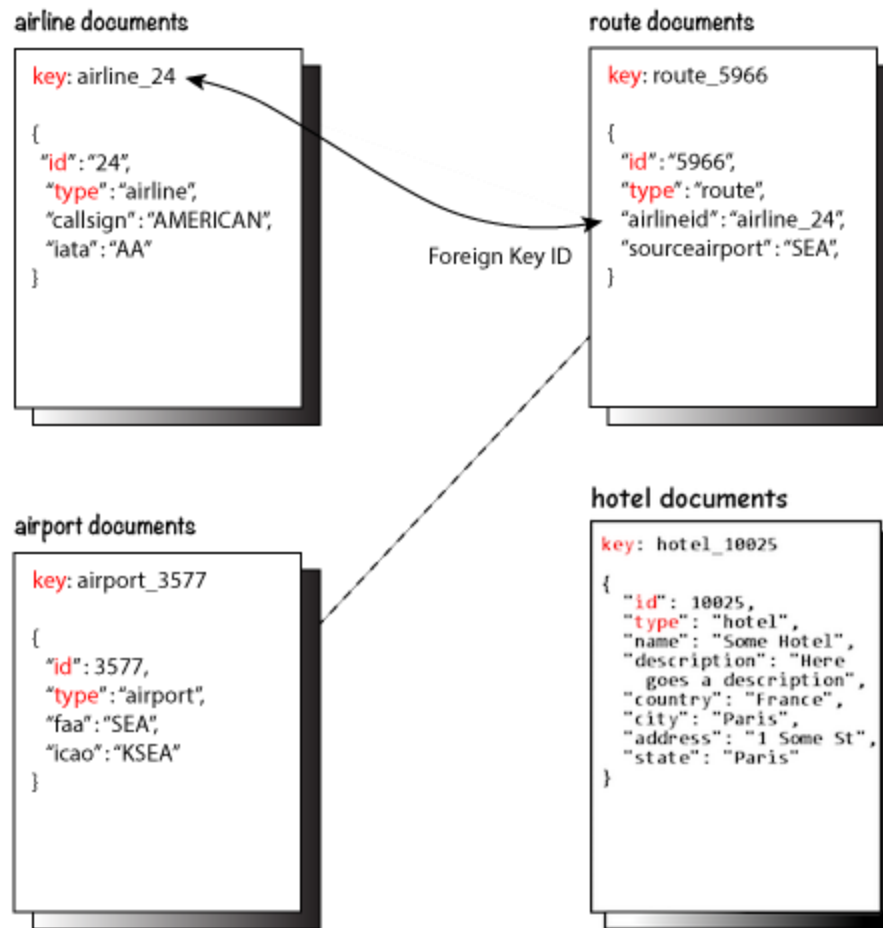 airline documents
key: airline_24
{
“id”:“24”,
“type”:“airline”,
“callsign”:“AMERICAN”,
“iata”:“AA”
}
route documents
key: route_5966
{
“id”:“5966”,
“type”:“route”,
“airlineid”:“airline_24”,
“sourceairport”:“SEA”,
}
Foreign Key ID
airport documents
key: airport_3577
{
“id”: 3577,
“type”:“airport”,
“faa”:“SEA”,
“icao”:“KSEA”
}
hotel documents
key: hotel_10025
{
"id": 10025,
"type": "hotel",
"name": "Some Hotel",
"description": "Here
goes a description",
"country": "France",
"city": "Paris",
"address": "1 Some St",
"state": "Paris"
}